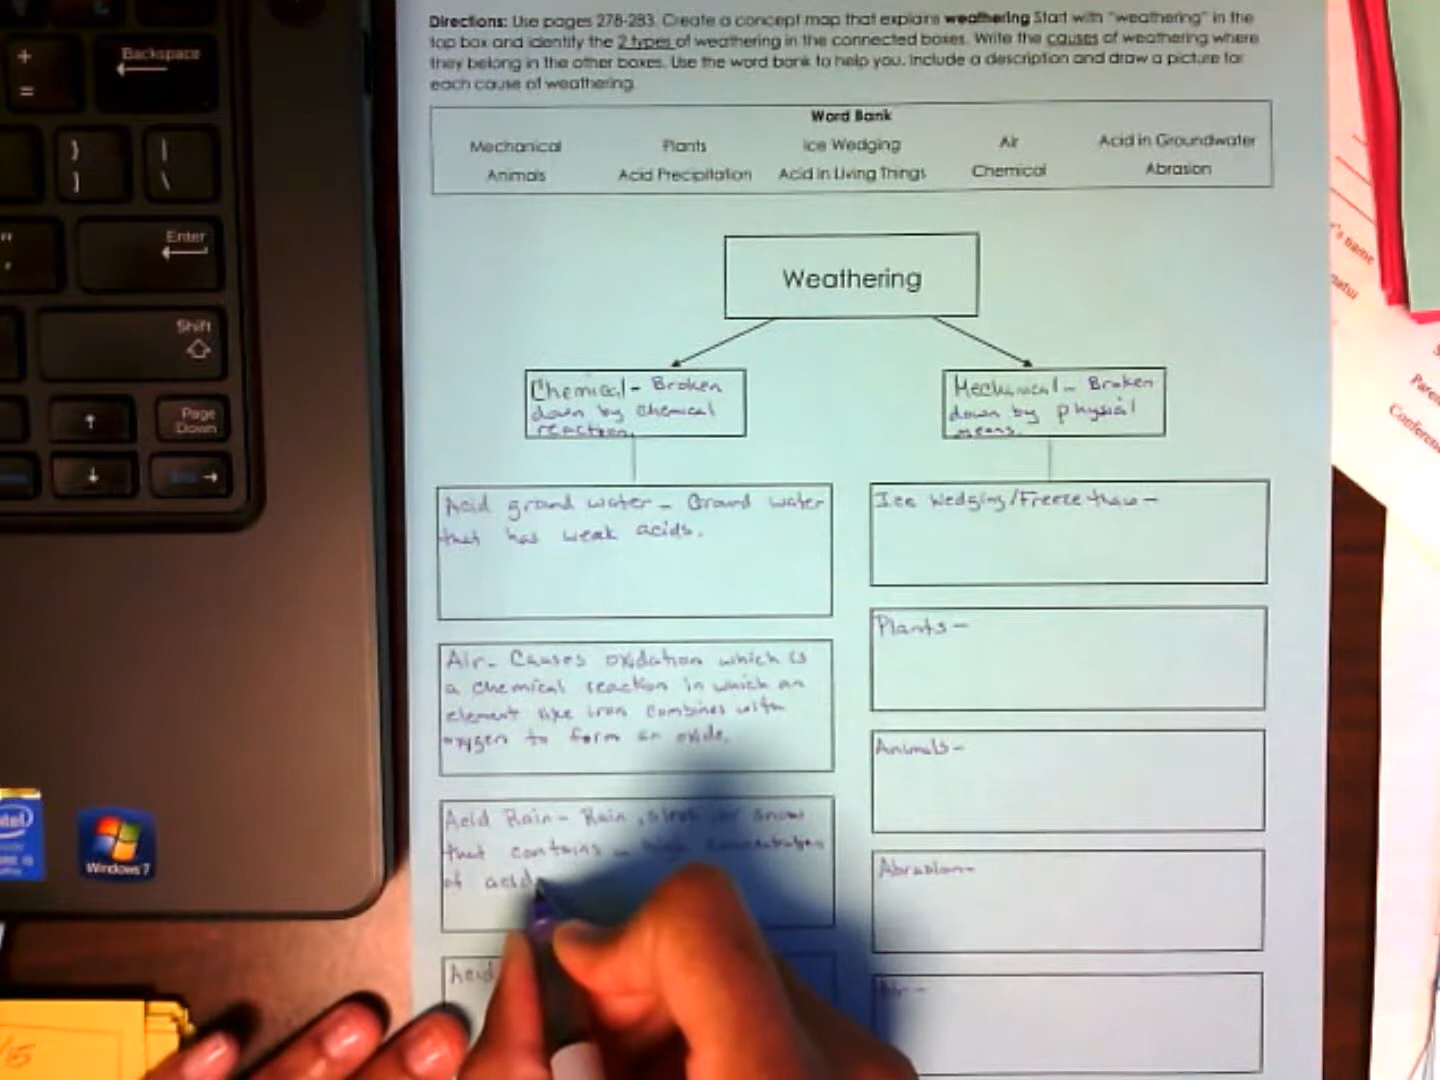 Directions: Use pages 278-283. Create a concept map that explains weathering Start with "weathering" in the
top box and identify the 2 types of weathering in the connected boxes. Write the causes of weathering where
they belong in the other boxes. Use the word bank to help you. Include a description and draw a picture for
each cause of weathering.
Word Bank
Mechanical Plants Ice Wedging Air Acid in Groundwater
Animals Acid Precipitation Acid in Living Things Chemical Abrasion
Weathering
Chemical - Broken
down by chemical
reaction.
Mechanical - Broken
down by physical
means.
Acid ground water - Ground water
that has weak acids.
Air - Causes oxidation which is
a chemical reaction in which an
element like iron combines with
oxygen to form an oxide.
Acid Rain - Rain, sleet or snow
that contains a high concentration
of acids
Acid
Ice Wedging/Freeze thaw -
Plants -
Animals -
Abrasion -
Air -
+
=
Backspace
}
]
|
\
"
'
Enter
Shift
Page
Down
End
intel
Windows 7
's name
Conferenc